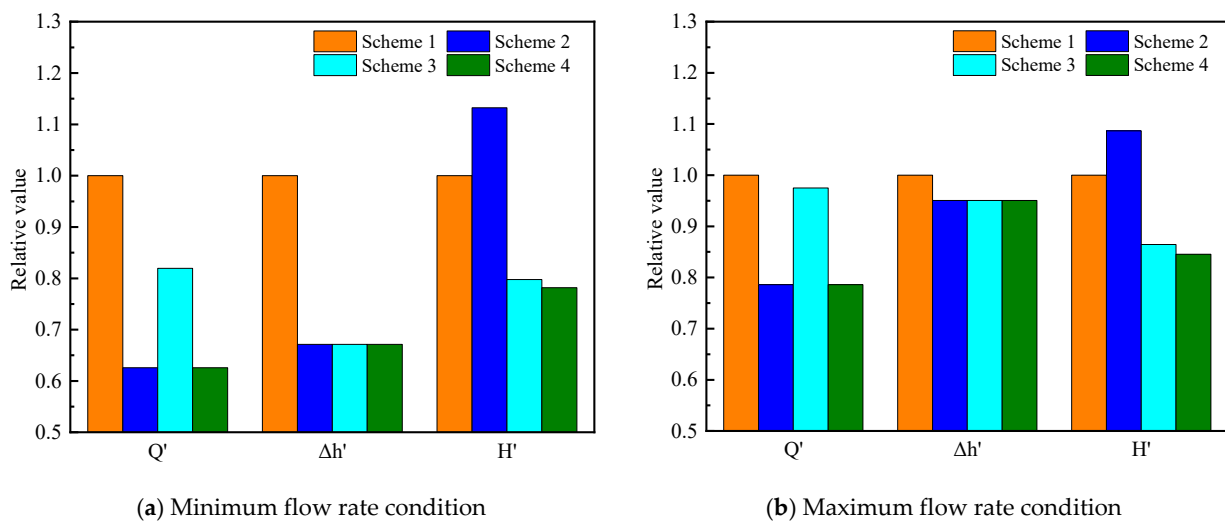 1.3
1.2
1.1
1.0
0.9
0.8
0.7
0.6
0.5
Relative value
Scheme 1 Scheme 2
Scheme 3 Scheme 4
Q' Δh' H'
(a) Minimum flow rate condition
1.3
1.2
1.1
1.0
0.9
0.8
0.7
0.6
0.5
Relative value
Scheme 1 Scheme 2
Scheme 3 Scheme 4
Q' Δh' H'
(b) Maximum flow rate condition